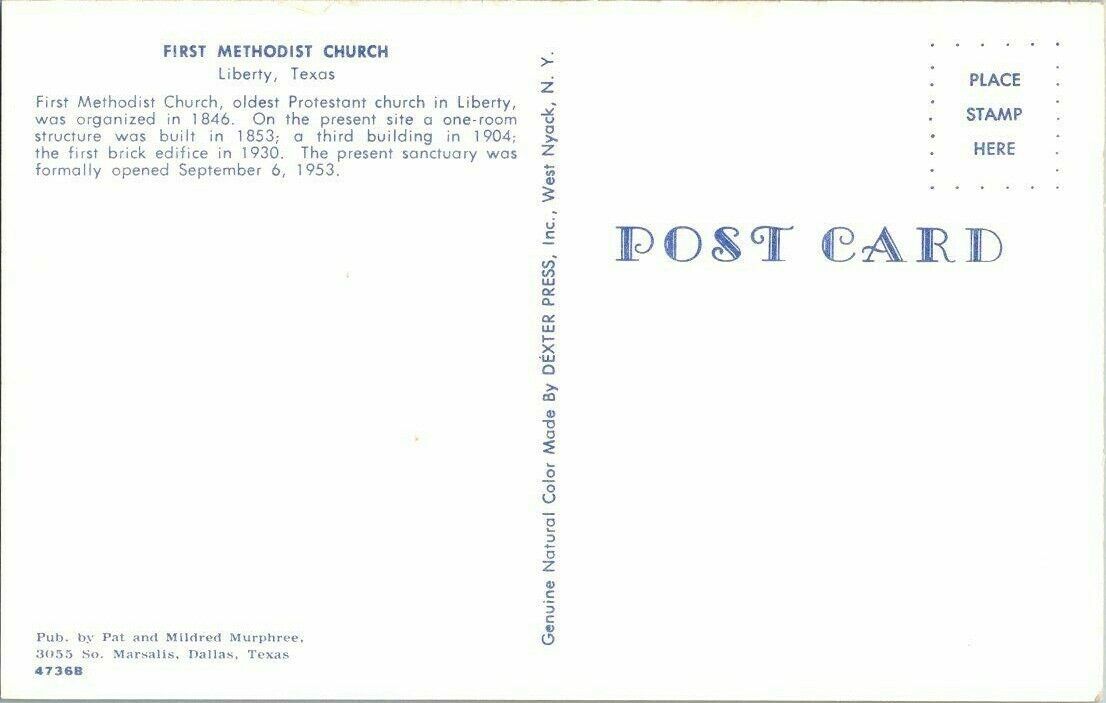 FIRST METHODIST CHURCH
Liberty, Texas
First Methodist Church, oldest Protestant church in Liberty,
was organized in 1846. On the present site a one-room
structure was built in 1853; a third building in 1904;
the first brick edifice in 1930. The present sanctuary was
formally opened September 6, 1953.
Pub. by Pat and Mildred Murphree,
3055 So. Marsalis, Dallas, Texas
47368
Genuine Natural Color Made By DEXTER PRESS, Inc., West Nyack, N. Y.
PLACE
STAMP
HERE
POST CARD